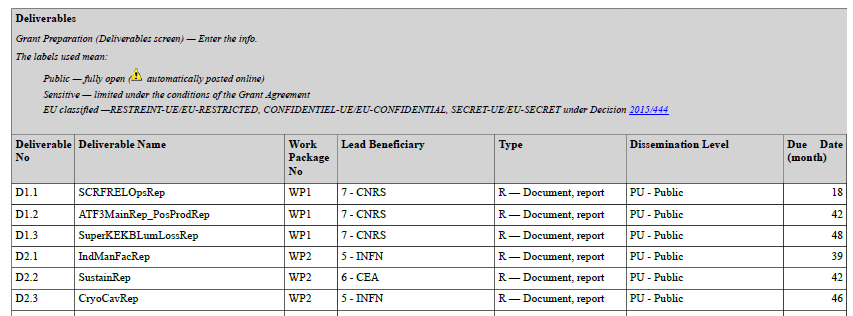 Deliverables
Grant Preparation (Deliverables screen) — Enter the info.
The labels used mean:
Public — fully open ( automatically posted online)
Sensitive — limited under the conditions of the Grant Agreement
EU classified —RESTREINT-UE/EU-RESTRICTED, CONFIDENTIEL-UE/EU-CONFIDENTIAL, SECRET-UE/EU-SECRET under Decision 2015/444
Deliverable No Deliverable Name Work Package No Lead Beneficiary Type Dissemination Level Due Date (month)
D1.1 SCRFRELOpsRep WP1 7 - CNRS R — Document, report PU - Public 18
D1.2 ATF3MainRep_PosProdRep WP1 7 - CNRS R — Document, report PU - Public 42
D1.3 SuperKEKBLumLossRep WP1 7 - CNRS R — Document, report PU - Public 48
D2.1 IndManFacRep WP2 5 - INFN R — Document, report PU - Public 39
D2.2 SustainRep WP2 6 - CEA R — Document, report PU - Public 42
D2.3 CryoCavRep WP2 5 - INFN R — Document, report PU - Public 46